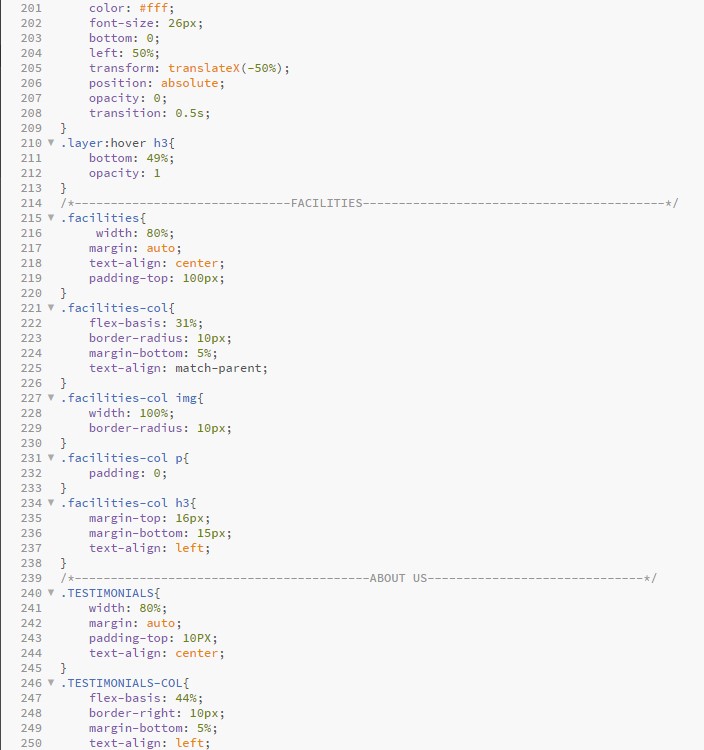 201 color: #fff;
202 font-size: 26px;
203 bottom: 0;
204 left: 50%;
205 transform: translateX(-50%);
206 position: absolute;
207 opacity: 0;
208 transition: 0.5s;
209 }
210 .layer:hover h3{
211 bottom: 49%;
212 opacity: 1
213 }
214 /*------------------------------FACILITIES------------------------------------------*/
215 .facilities{
216 width: 80%;
217 margin: auto;
218 text-align: center;
219 padding-top: 100px;
220 }
221 .facilities-col{
222 flex-basis: 31%;
223 border-radius: 10px;
224 margin-bottom: 5%;
225 text-align: match-parent;
226 }
227 .facilities-col img{
228 width: 100%;
229 border-radius: 10px;
230 }
231 .facilities-col p{
232 padding: 0;
233 }
234 .facilities-col h3{
235 margin-top: 16px;
236 margin-bottom: 15px;
237 text-align: left;
238 }
239 /*-----------------------------------------ABOUT US------------------------------*/
240 .TESTIMONIALS{
241 width: 80%;
242 margin: auto;
243 padding-top: 10PX;
244 text-align: center;
245 }
246 .TESTIMONIALS-COL{
247 flex-basis: 44%;
248 border-right: 10px;
249 margin-bottom: 5%;
250 text-align: left;